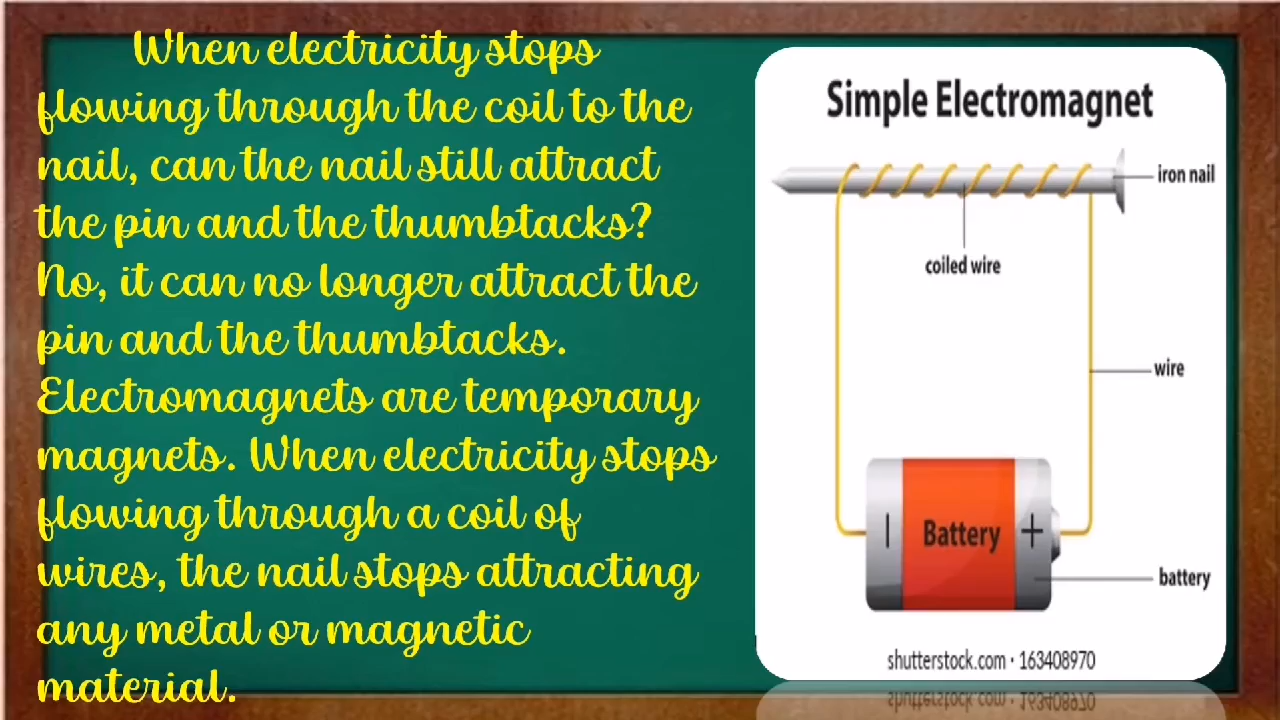 When electricity stops
flowing through the coil to the
nail, can the nail still attract
the pin and the thumbtacks?
No, it can no longer attract the
pin and the thumbtacks.
Electromagnets are temporary
magnets. When electricity stops
flowing through a coil of
wires, the nail stops attracting
any metal or magnetic
material.
Simple Electromagnet
iron nail
coiled wire
wire
Battery
battery
shutterstock.com · 163408970